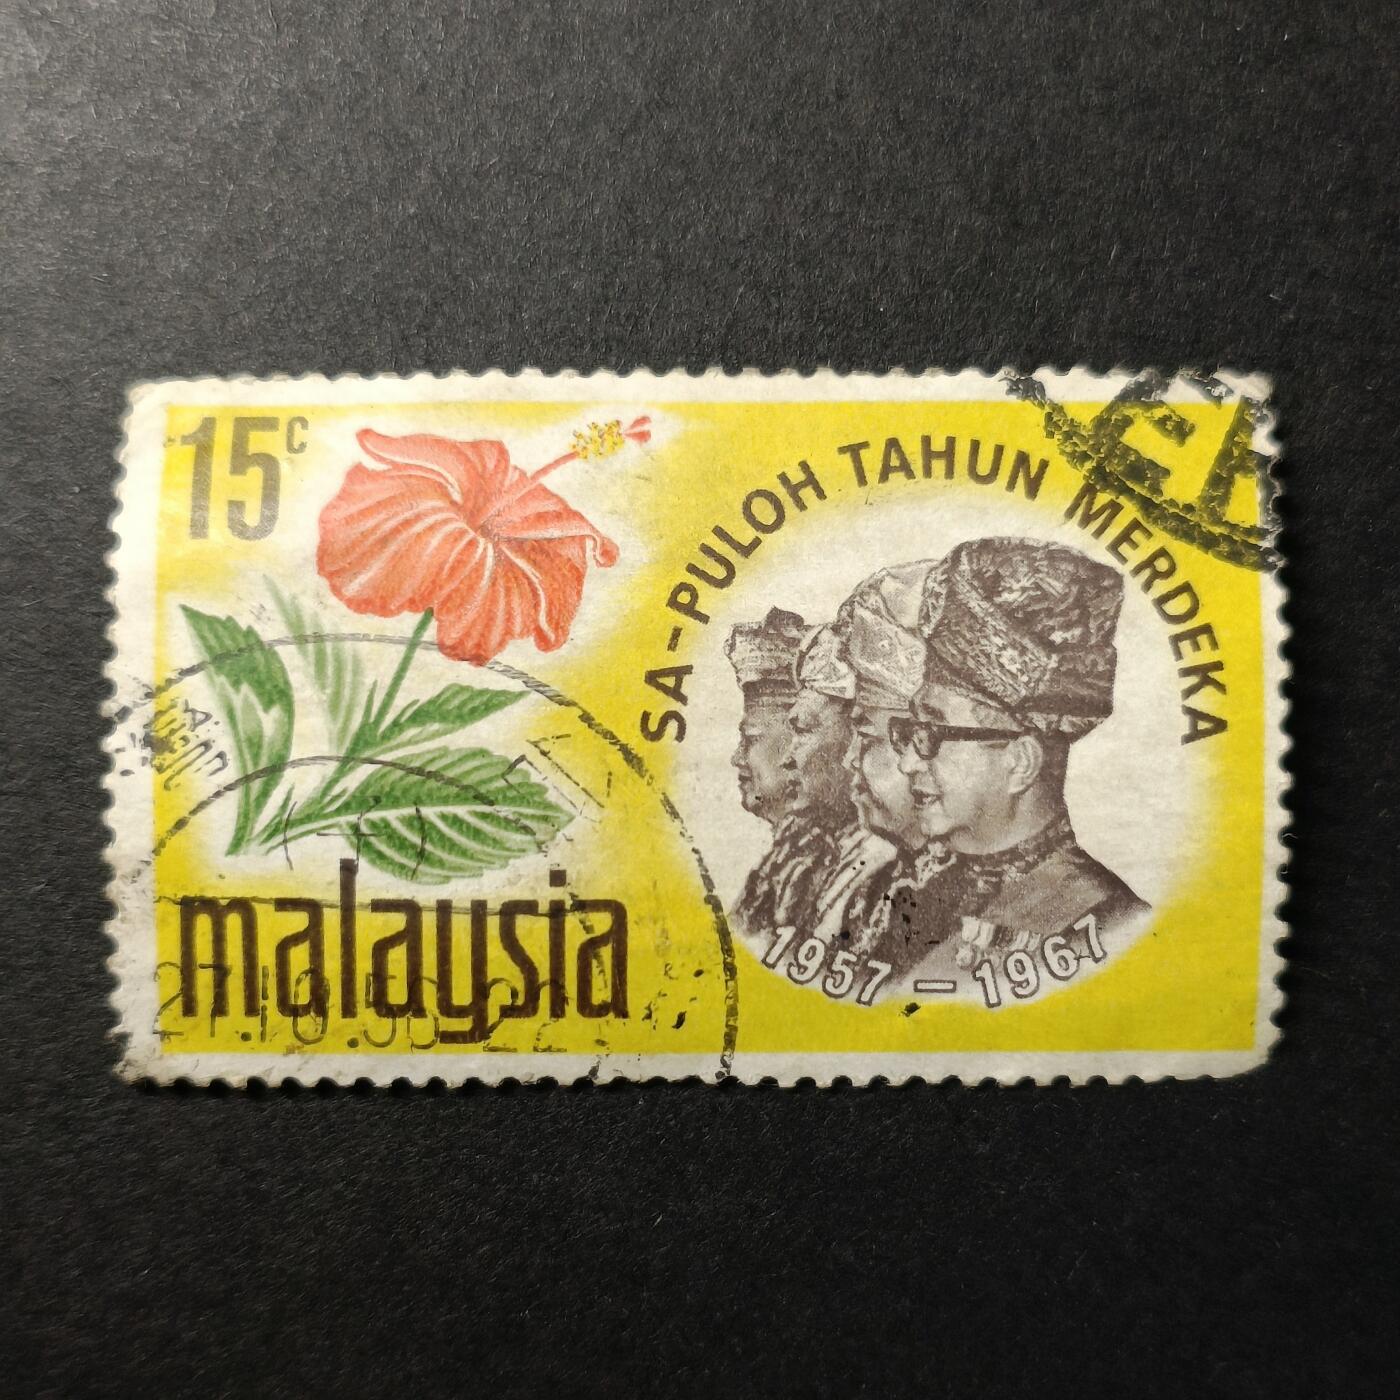 15c
SA-PULOH TAHUN MERDEKA
malaysia
1957 - 1967